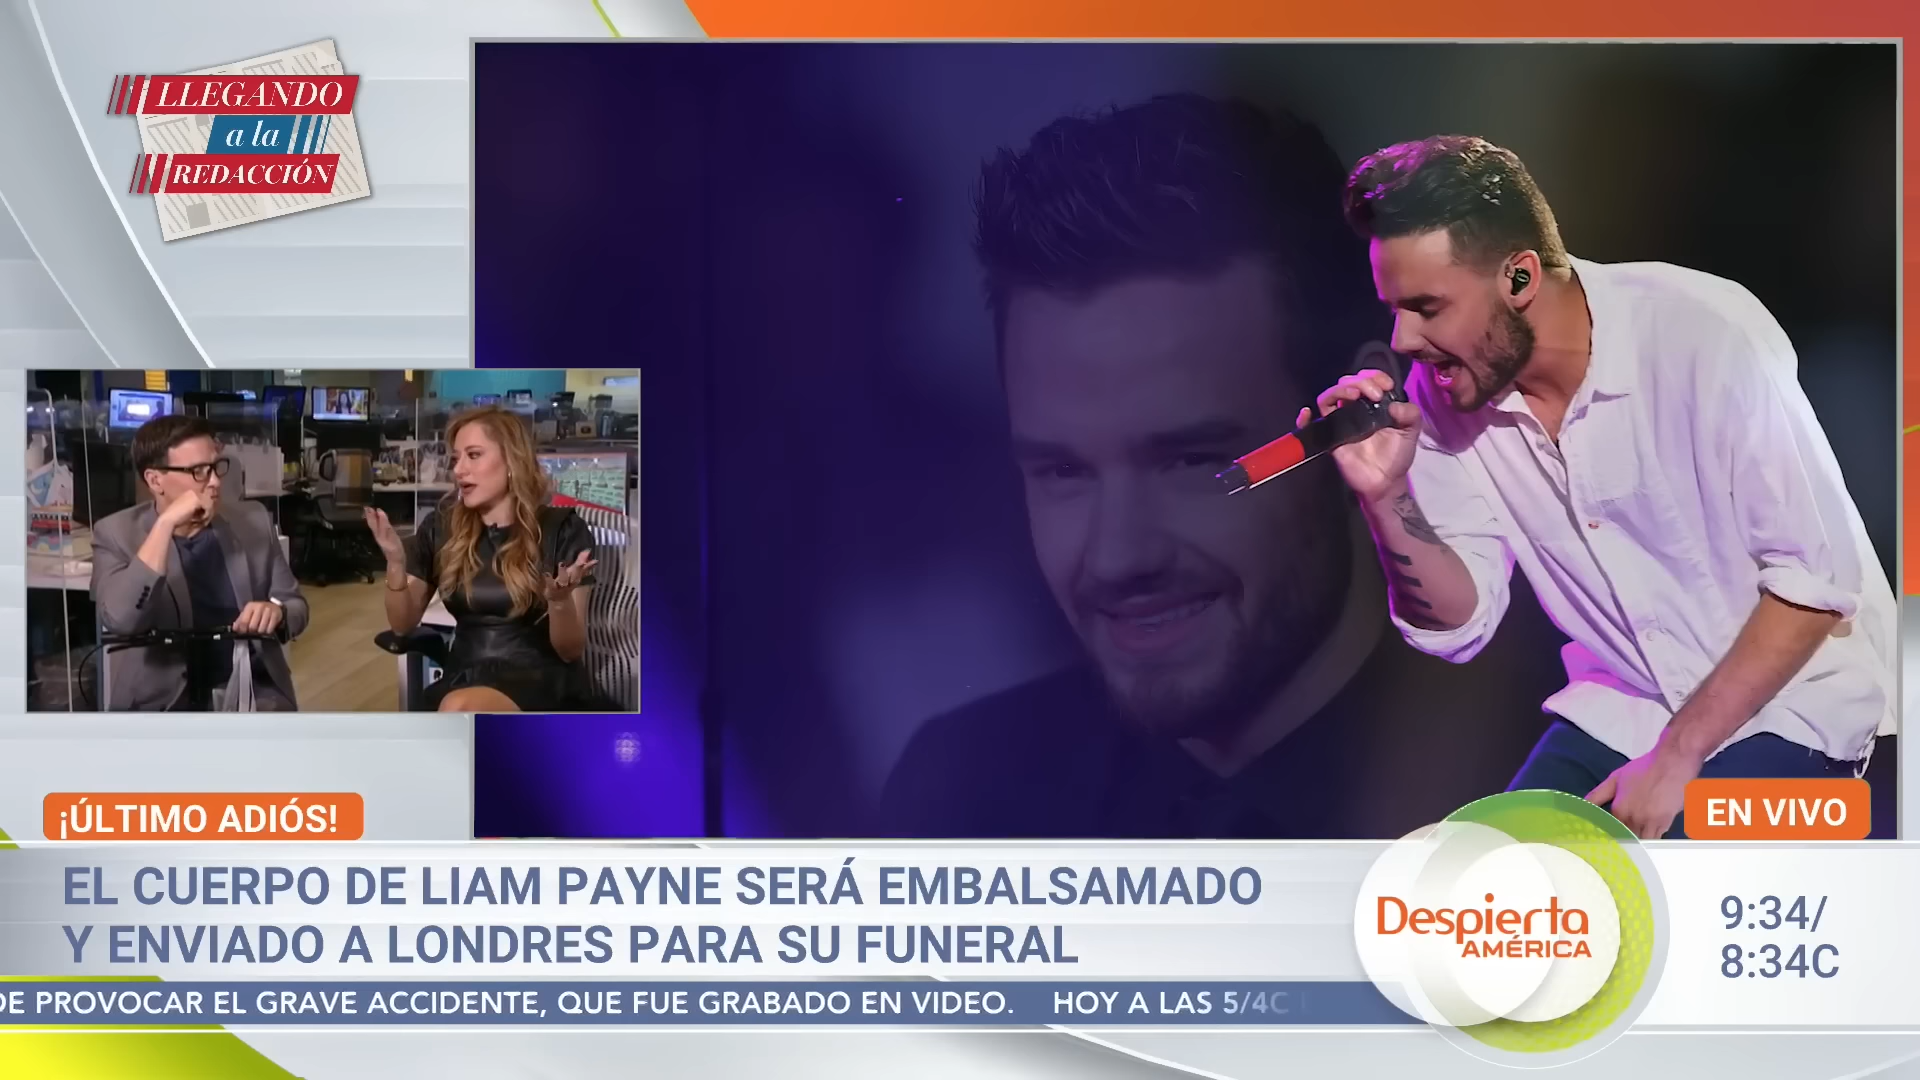 LLEGANDO
a la
REDACCIÓN
¡ÚLTIMO ADIÓS!
EN VIVO
EL CUERPO DE LIAM PAYNE SERÁ EMBALSAMADO
Y ENVIADO A LONDRES PARA SU FUNERAL
Despierta
AMÉRICA
9:34/
8:34C
DE PROVOCAR EL GRAVE ACCIDENTE, QUE FUE GRABADO EN VIDEO. HOY A LAS 5/4C